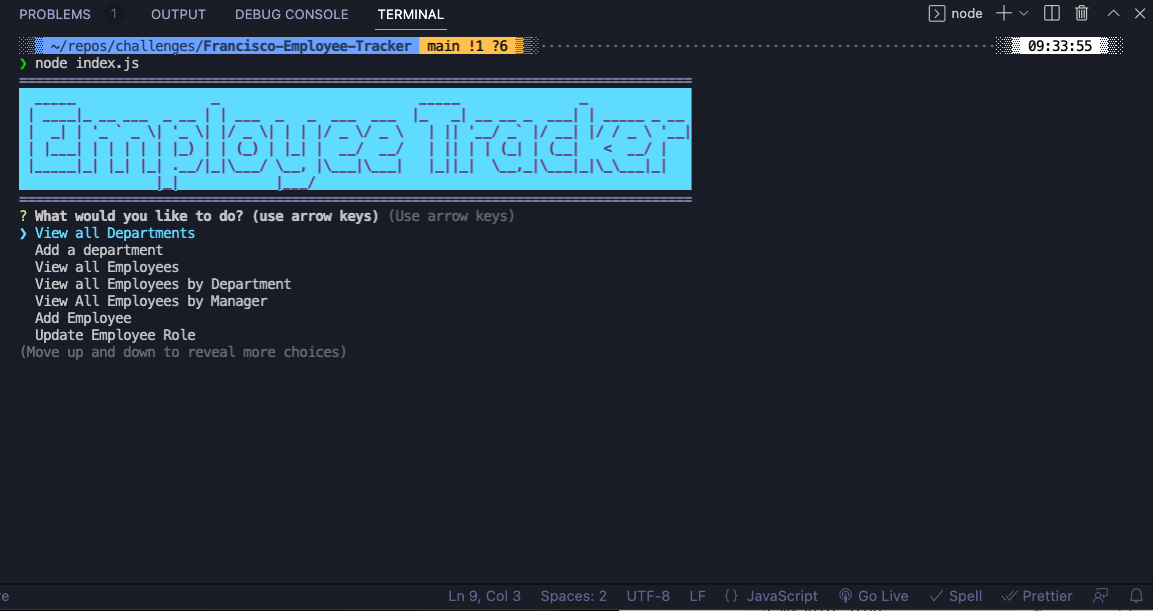 PROBLEMS 1 OUTPUT DEBUG CONSOLE TERMINAL node
~/repos/challenges/Francisco-Employee-Tracker main !1 ?6 09:33:55
❯ node index.js
Employee Tracker
? What would you like to do? (use arrow keys) (Use arrow keys)
❯ View all Departments
Add a department
View all Employees
View all Employees by Department
View All Employees by Manager
Add Employee
Update Employee Role
(Move up and down to reveal more choices)
Ln 9, Col 3 Spaces: 2 UTF-8 LF {} JavaScript Go Live Spell Prettier